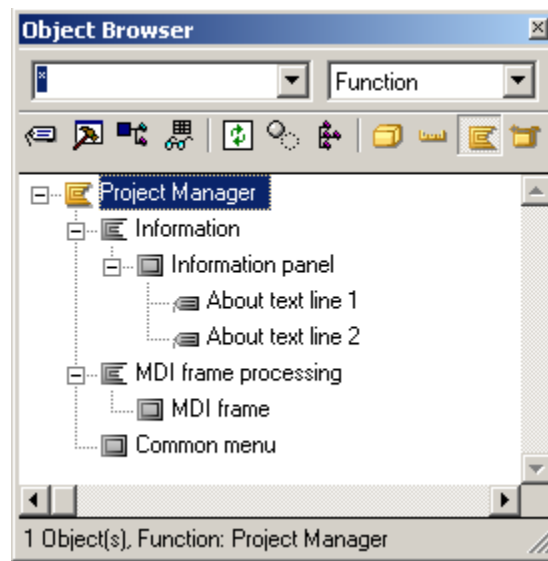 Object Browser
* Function
Project Manager
Information
Information panel
About text line 1
About text line 2
MDI frame processing
MDI frame
Common menu
1 Object(s), Function: Project Manager